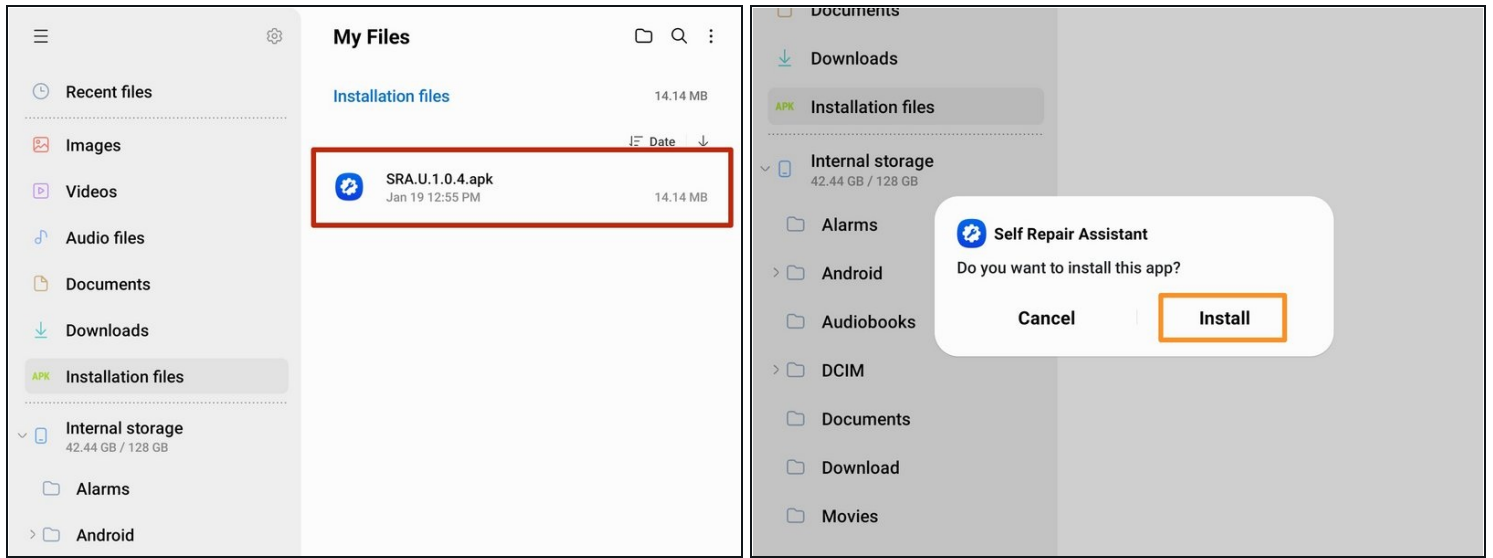 My Files
Recent files
Installation files
14.14 MB
Date
Images
SRA.U.1.0.4.apk
Jan 19 12:55 PM
14.14 MB
Videos
Audio files
Documents
Downloads
APK Installation files
Internal storage
42.44 GB / 128 GB
Alarms
Android
Documents
Downloads
APK Installation files
Internal storage
42.44 GB / 128 GB
Alarms
Android
Audiobooks
DCIM
Documents
Download
Movies
Self Repair Assistant
Do you want to install this app?
Cancel
Install